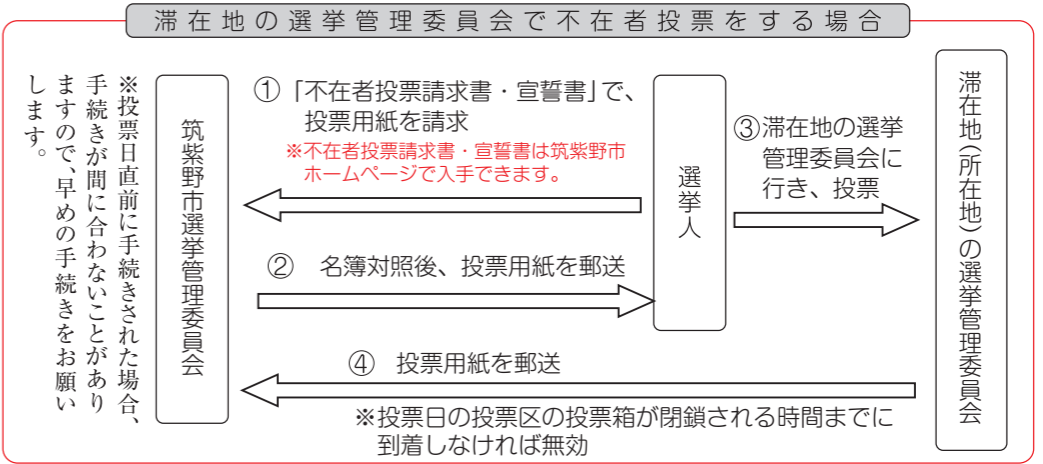 滞在地の選挙管理委員会で不在者投票をする場合
※投票日直前に手続きされた場合、
手続きが間に合わないことがあり
ますので、早めの手続きをお願い
します。
筑紫野市選挙管理委員会
①「不在者投票請求書・宣誓書」で、
投票用紙を請求
※不在者投票請求書・宣誓書は筑紫野市
ホームページで入手できます。
② 名簿対照後、投票用紙を郵送
選挙人
③滞在地の選挙
管理委員会に
行き、投票
滞在地(所在地)の選挙管理委員会
④ 投票用紙を郵送
※投票日の投票区の投票箱が閉鎖される時間までに
到着しなければ無効